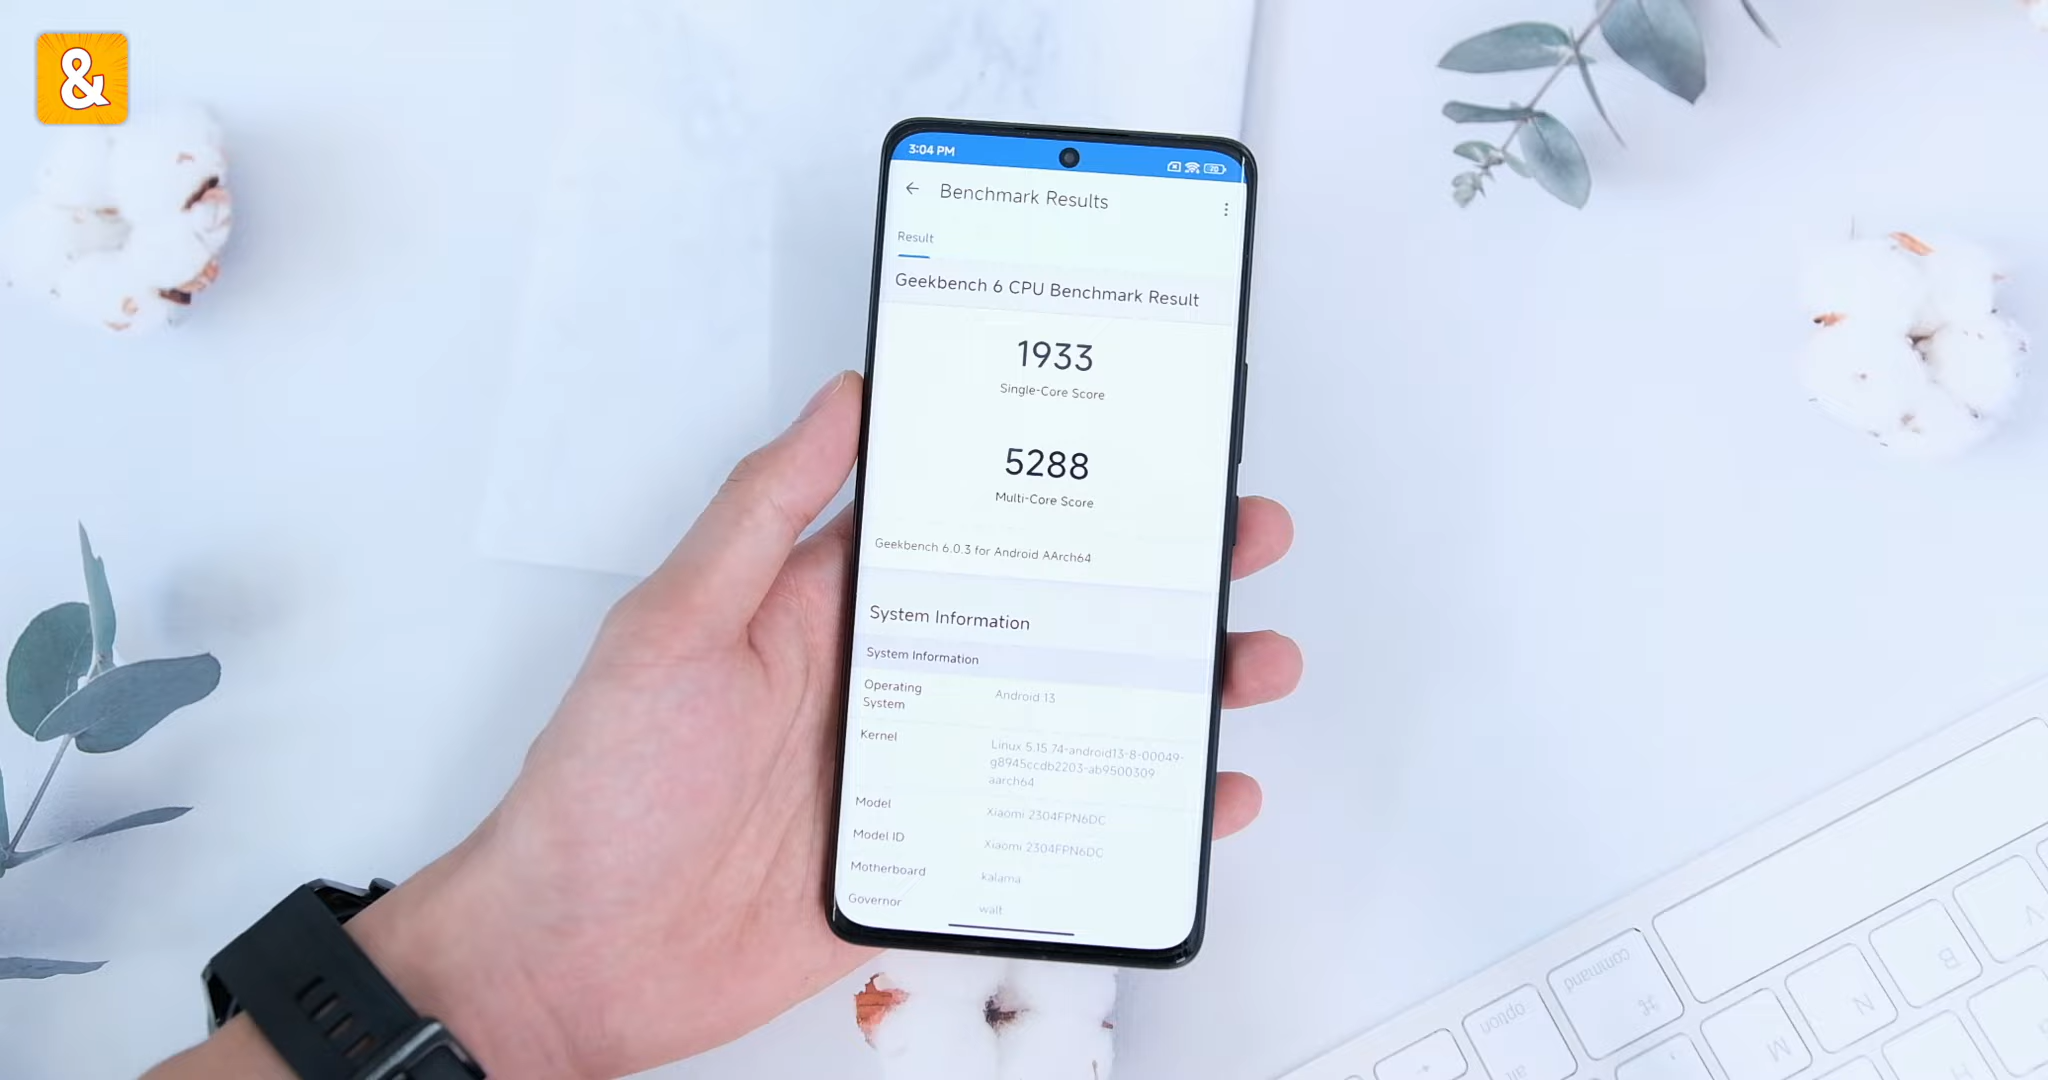 &
3:04 PM
20
Benchmark Results
Result
Geekbench 6 CPU Benchmark Result
1933
Single-Core Score
5288
Multi-Core Score
Geekbench 6.0.3 for Android AArch64
System Information
System Information
Operating System
Android 13
Kernel
Linux 5.15.74-android13-8-00049-
g8945ccdb2203-ab9500309
aarch64
Model
Xiaomi 2304FPN6DC
Model ID
Xiaomi 2304FPN6DC
Motherboard
kalama
Governor
walt
command
⌘
option
alt
V
B
N
M
H